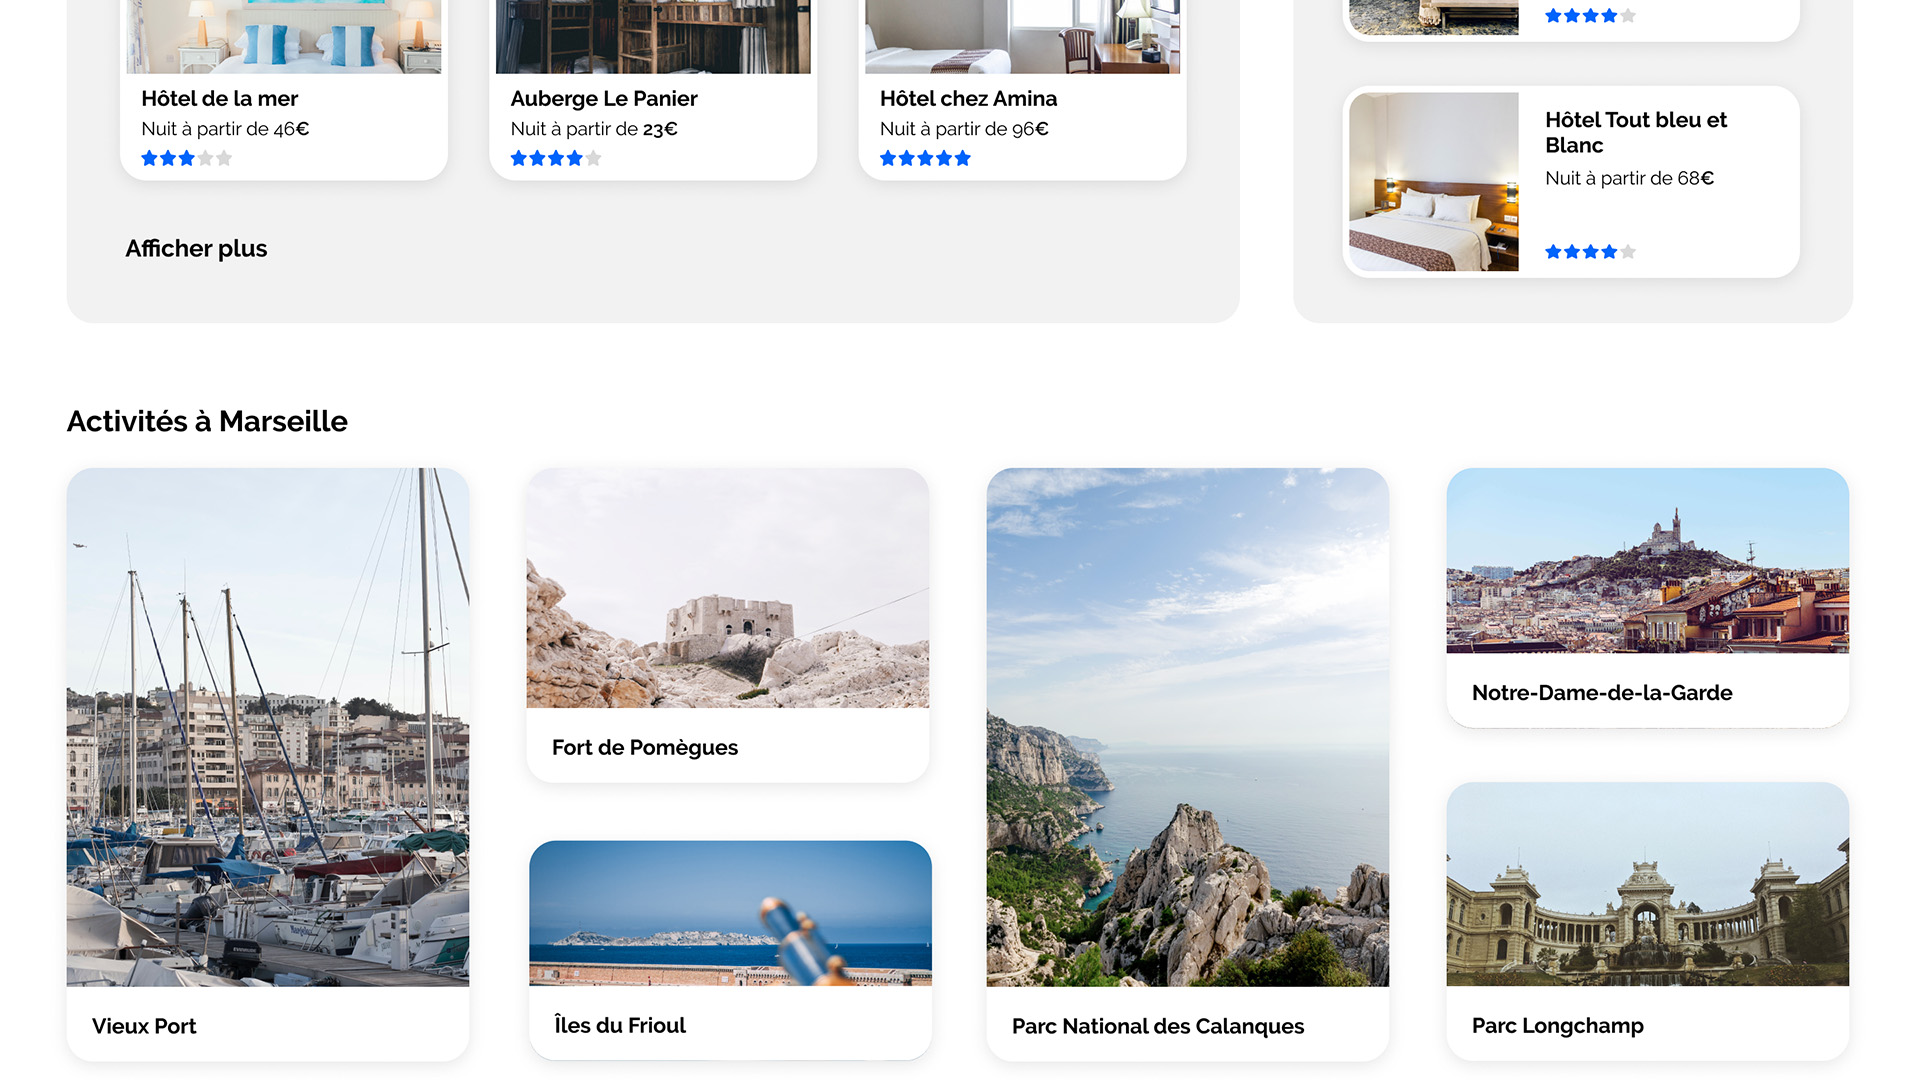 Hôtel de la mer
Nuit à partir de 46€
Auberge Le Panier
Nuit à partir de 23€
Hôtel chez Amina
Nuit à partir de 96€
Afficher plus
Hôtel Tout bleu et
Blanc
Nuit à partir de 68€
Activités à Marseille
Vieux Port
Fort de Pomègues
Îles du Frioul
Parc National des Calanques
Notre-Dame-de-la-Garde
Parc Longchamp